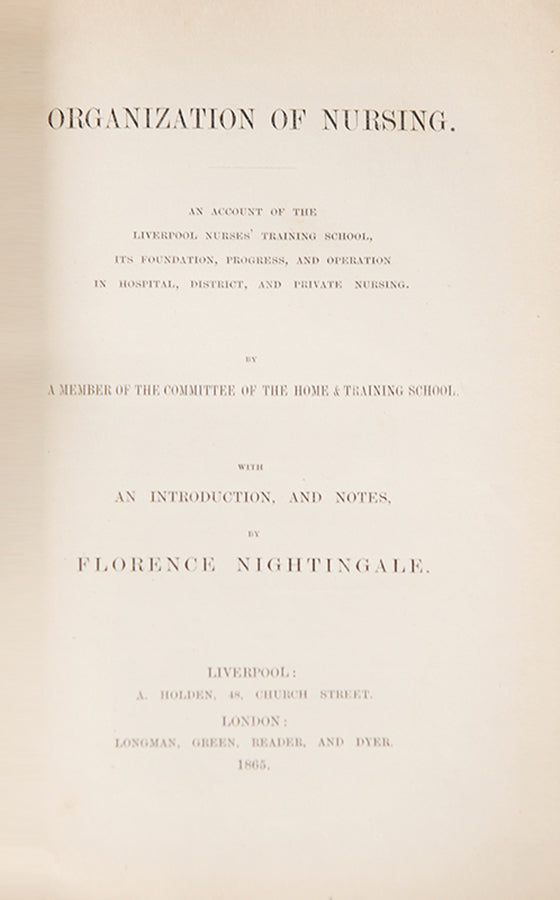 ORGANIZATION OF NURSING.
AN ACCOUNT OF THE
LIVERPOOL NURSES' TRAINING SCHOOL,
ITS FOUNDATION, PROGRESS, AND OPERATION
IN HOSPITAL, DISTRICT, AND PRIVATE NURSING.
BY
A MEMBER OF THE COMMITTEE OF THE HOME & TRAINING SCHOOL.
WITH
AN INTRODUCTION, AND NOTES,
BY
FLORENCE NIGHTINGALE.
LIVERPOOL:
A. HOLDEN, 48, CHURCH STREET.
LONDON:
LONGMAN, GREEN, READER, AND DYER.
1865.